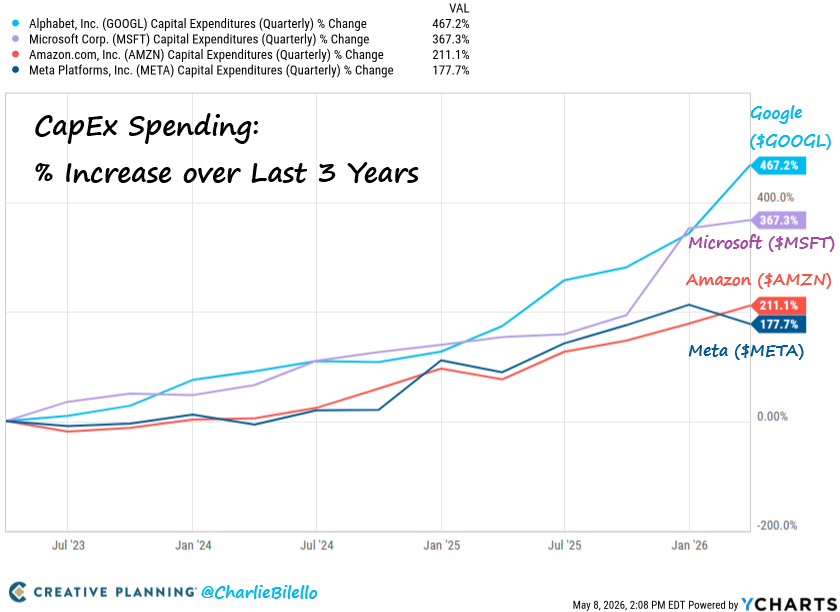 VAL
Alphabet, Inc. (GOOGL) Capital Expenditures (Quarterly) % Change 467.2%
Microsoft Corp. (MSFT) Capital Expenditures (Quarterly) % Change 367.3%
Amazon.com, Inc. (AMZN) Capital Expenditures (Quarterly) % Change 211.1%
Meta Platforms, Inc. (META) Capital Expenditures (Quarterly) % Change 177.7%
CapEx Spending:
% Increase over Last 3 Years
Google
($GOOGL)
467.2%
400.0%
367.3%
Microsoft ($MSFT)
Amazon ($AMZN)
211.1%
177.7%
Meta ($META)
0.00%
-200.0%
Jul '23 Jan '24 Jul '24 Jan '25 Jul '25 Jan '26
CREATIVE PLANNING @CharlieBilello
May 8, 2026, 2:08 PM EDT Powered by YCHARTS